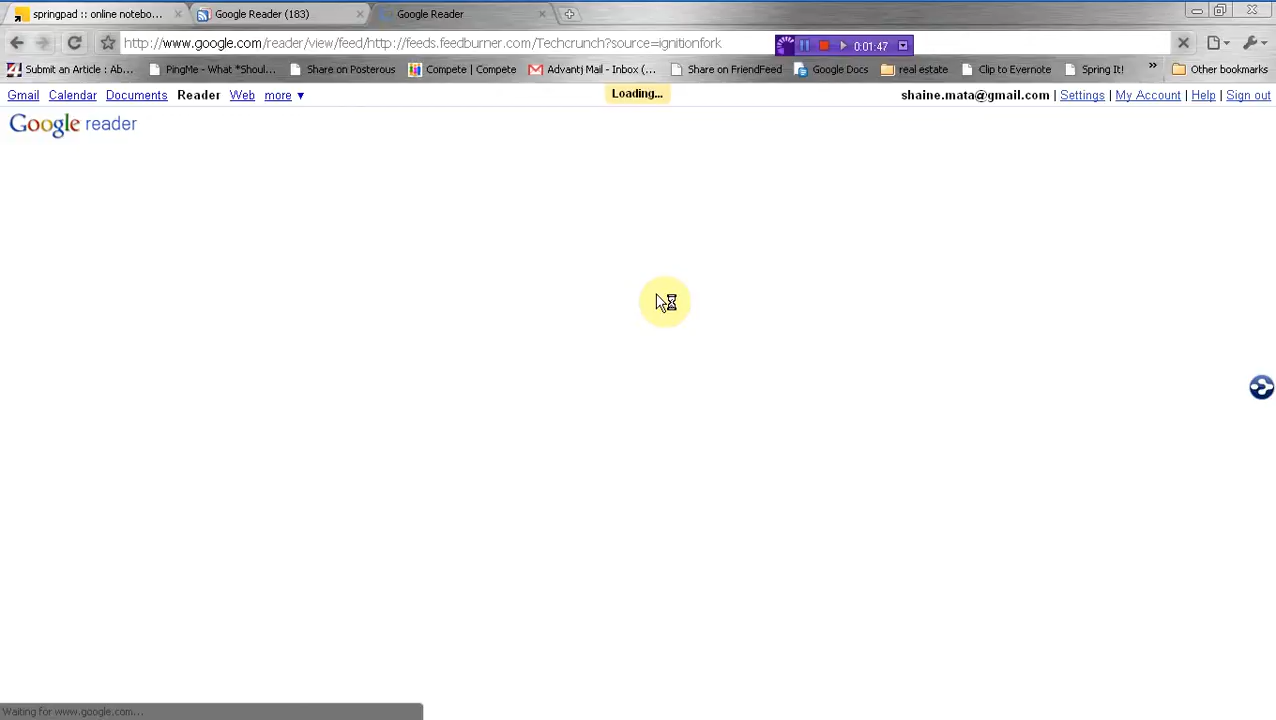 springpad :: online notebo... Google Reader (183) Google Reader
http://www.google.com/reader/view/feed/http://feeds.feedburner.com/Techcrunch?source=ignitionfork 0:01:47
Submit an Article : Ab... PingMe - What *Shoul... Share on Posterous Compete | Compete Advantj Mail - Inbox (... Share on FriendFeed Google Docs real estate Clip to Evernote Spring It! » Other bookmarks
Gmail Calendar Documents Reader Web more ▼ Loading... shaine.mata@gmail.com | Settings | My Account | Help | Sign out
Google reader
Waiting for www.google.com...